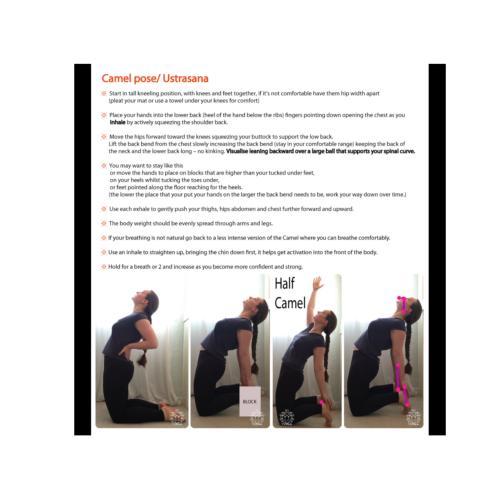 Camel pose/ Ustrasana
Start in tall kneeling position, with knees and feet together, if it's not comfortable have them hip width apart
(pleat your mat or use a towel under your knees for comfort)
Place your hands into the lower back (heel of the hand below the ribs) fingers pointing down opening the chest as you
inhale by actively squeezing the shoulder back.
Move the hips forward toward the knees squeezing your buttock to support the low back.
Lift the back bend from the chest slowly increasing the back bend (stay in your comfortable range) keeping the back of
the neck and the lower back long – no kinking. Visualise leaning backward over a large ball that supports your spinal curve.
You may want to stay like this
or move the hands to place on blocks that are higher than your tucked under feet,
on your heels whilst tucking the toes under,
or feet pointed along the floor reaching for the heels.
(the lower the place that your put your hands on the larger the back bend needs to be, work your way down over time.)
Use each exhale to gently push your thighs, hips abdomen and chest further forward and upward.
The body weight should be evenly spread through arms and legs.
If your breathing is not natural go back to a less intense version of the Camel where you can breathe comfortably.
Use an inhale to straighten up, bringing the chin down first, it helps get activation into the front of the body.
Hold for a breath or 2 and increase as you become more confident and strong.
Half
Camel
BLOCK